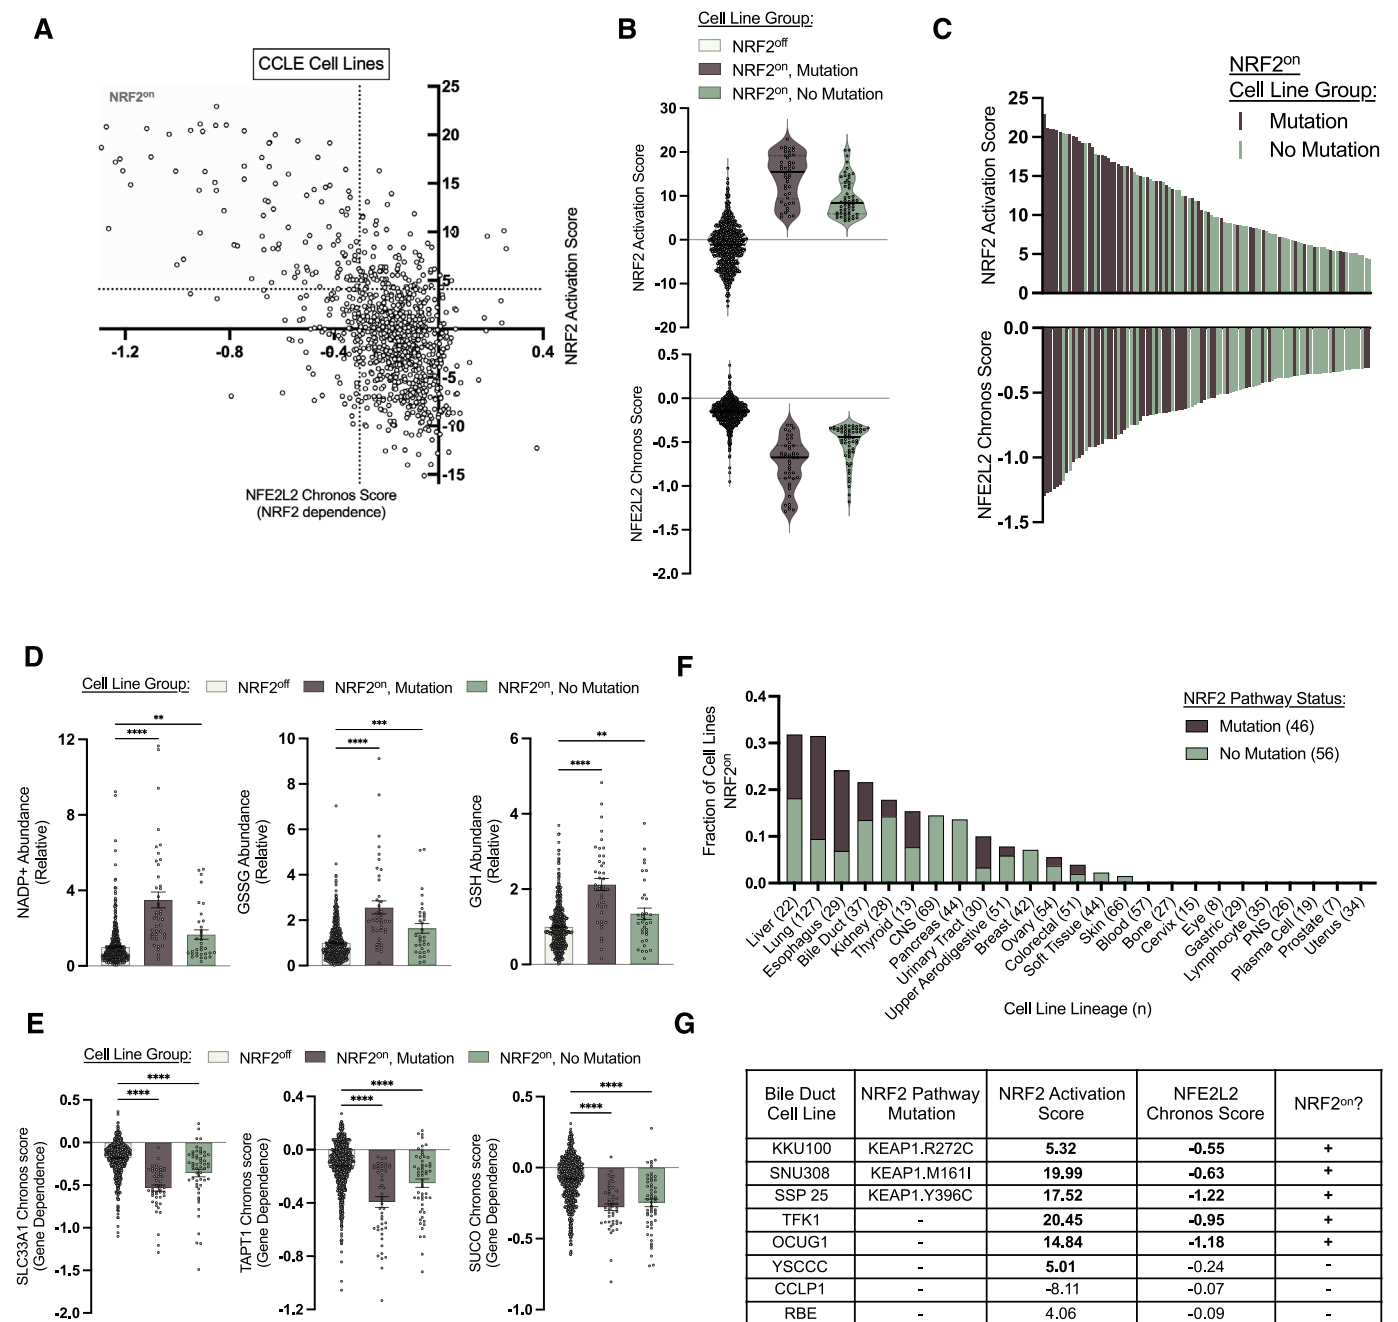 A
CCLE Cell Lines
NRF2on
25
20
15
10
5
-5
-10
-15
-1.2
-0.8
-0.4
0.4
NRF2 Activation Score
NFE2L2 Chronos Score
(NRF2 dependence)
B
Cell Line Group:
NRF2off
NRF2on, Mutation
NRF2on, No Mutation
NRF2 Activation Score
30
20
10
0
-10
-20
NFE2L2 Chronos Score
0.5
0.0
-0.5
-1.0
-1.5
-2.0
C
NRF2on
Cell Line Group:
Mutation
No Mutation
NRF2 Activation Score
25
20
15
10
5
0
NFE2L2 Chronos Score
0.0
-0.5
-1.0
-1.5
D
Cell Line Group:
NRF2off
NRF2on, Mutation
NRF2on, No Mutation
NADP+ Abundance
(Relative)
12
8
4
0
**
****
GSSG Abundance
(Relative)
10
8
6
4
2
0
***
****
GSH Abundance
(Relative)
6
4
2
0
**
****
E
Cell Line Group:
NRF2off
NRF2on, Mutation
NRF2on, No Mutation
SLC33A1 Chronos score
(Gene Dependence)
0.5
0.0
-0.5
-1.0
-1.5
-2.0
****
****
TAPT1 Chronos score
(Gene Dependence)
0.4
0.0
-0.4
-0.8
-1.2
****
****
SUCO Chronos score
(Gene Dependence)
0.5
0.0
-0.5
-1.0
****
****
F
NRF2 Pathway Status:
Mutation (46)
No Mutation (56)
Fraction of Cell Lines
NRF2on
0.4
0.3
0.2
0.1
0.0
Liver (22)
Lung (127)
Esophagus (29)
Bile Duct (37)
Kidney (28)
Thyroid (13)
CNS (69)
Pancreas (44)
Urinary Tract (30)
Upper Aerodigestive (51)
Breast (42)
Ovary (54)
Colorectal (51)
Soft Tissue (44)
Skin (66)
Blood (57)
Bone (27)
Cervix (15)
Eye (8)
Gastric (29)
Lymphocyte (35)
PNS (26)
Plasma Cell (19)
Prostate (7)
Uterus (34)
Cell Line Lineage (n)
G
Bile Duct Cell Line NRF2 Pathway Mutation NRF2 Activation Score NFE2L2 Chronos Score NRF2on?
KKU100 KEAP1.R272C 5.32 -0.55 +
SNU308 KEAP1.M161I 19.99 -0.63 +
SSP 25 KEAP1.Y396C 17.52 -1.22 +
TFK1 - 20.45 -0.95 +
OCUG1 - 14.84 -1.18 +
YSCCC - 5.01 -0.24 -
CCLP1 - -8.11 -0.07 -
RBE - 4.06 -0.09 -